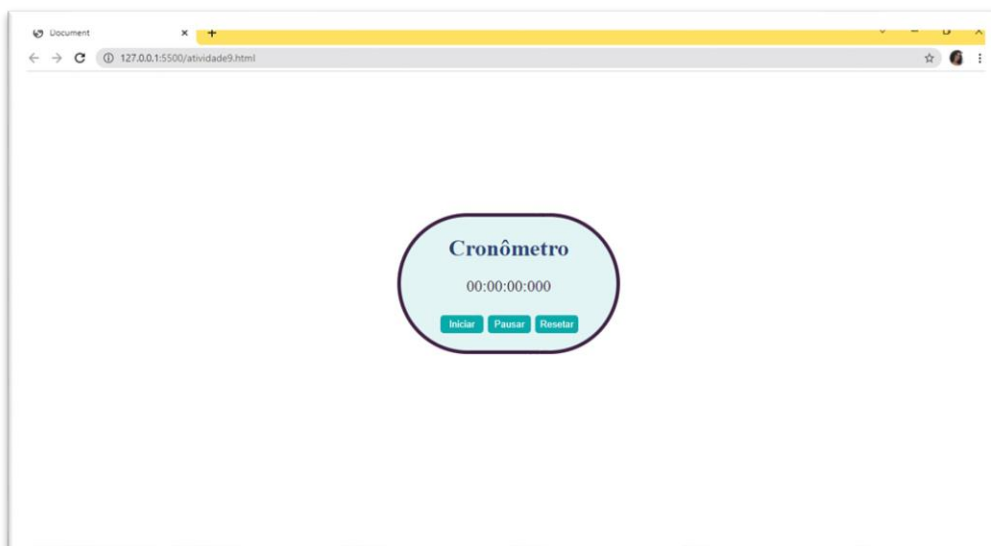 Document
127.0.0.1:5500/atividade9.html
Cronômetro
00:00:00:000
Iniciar Pausar Resetar